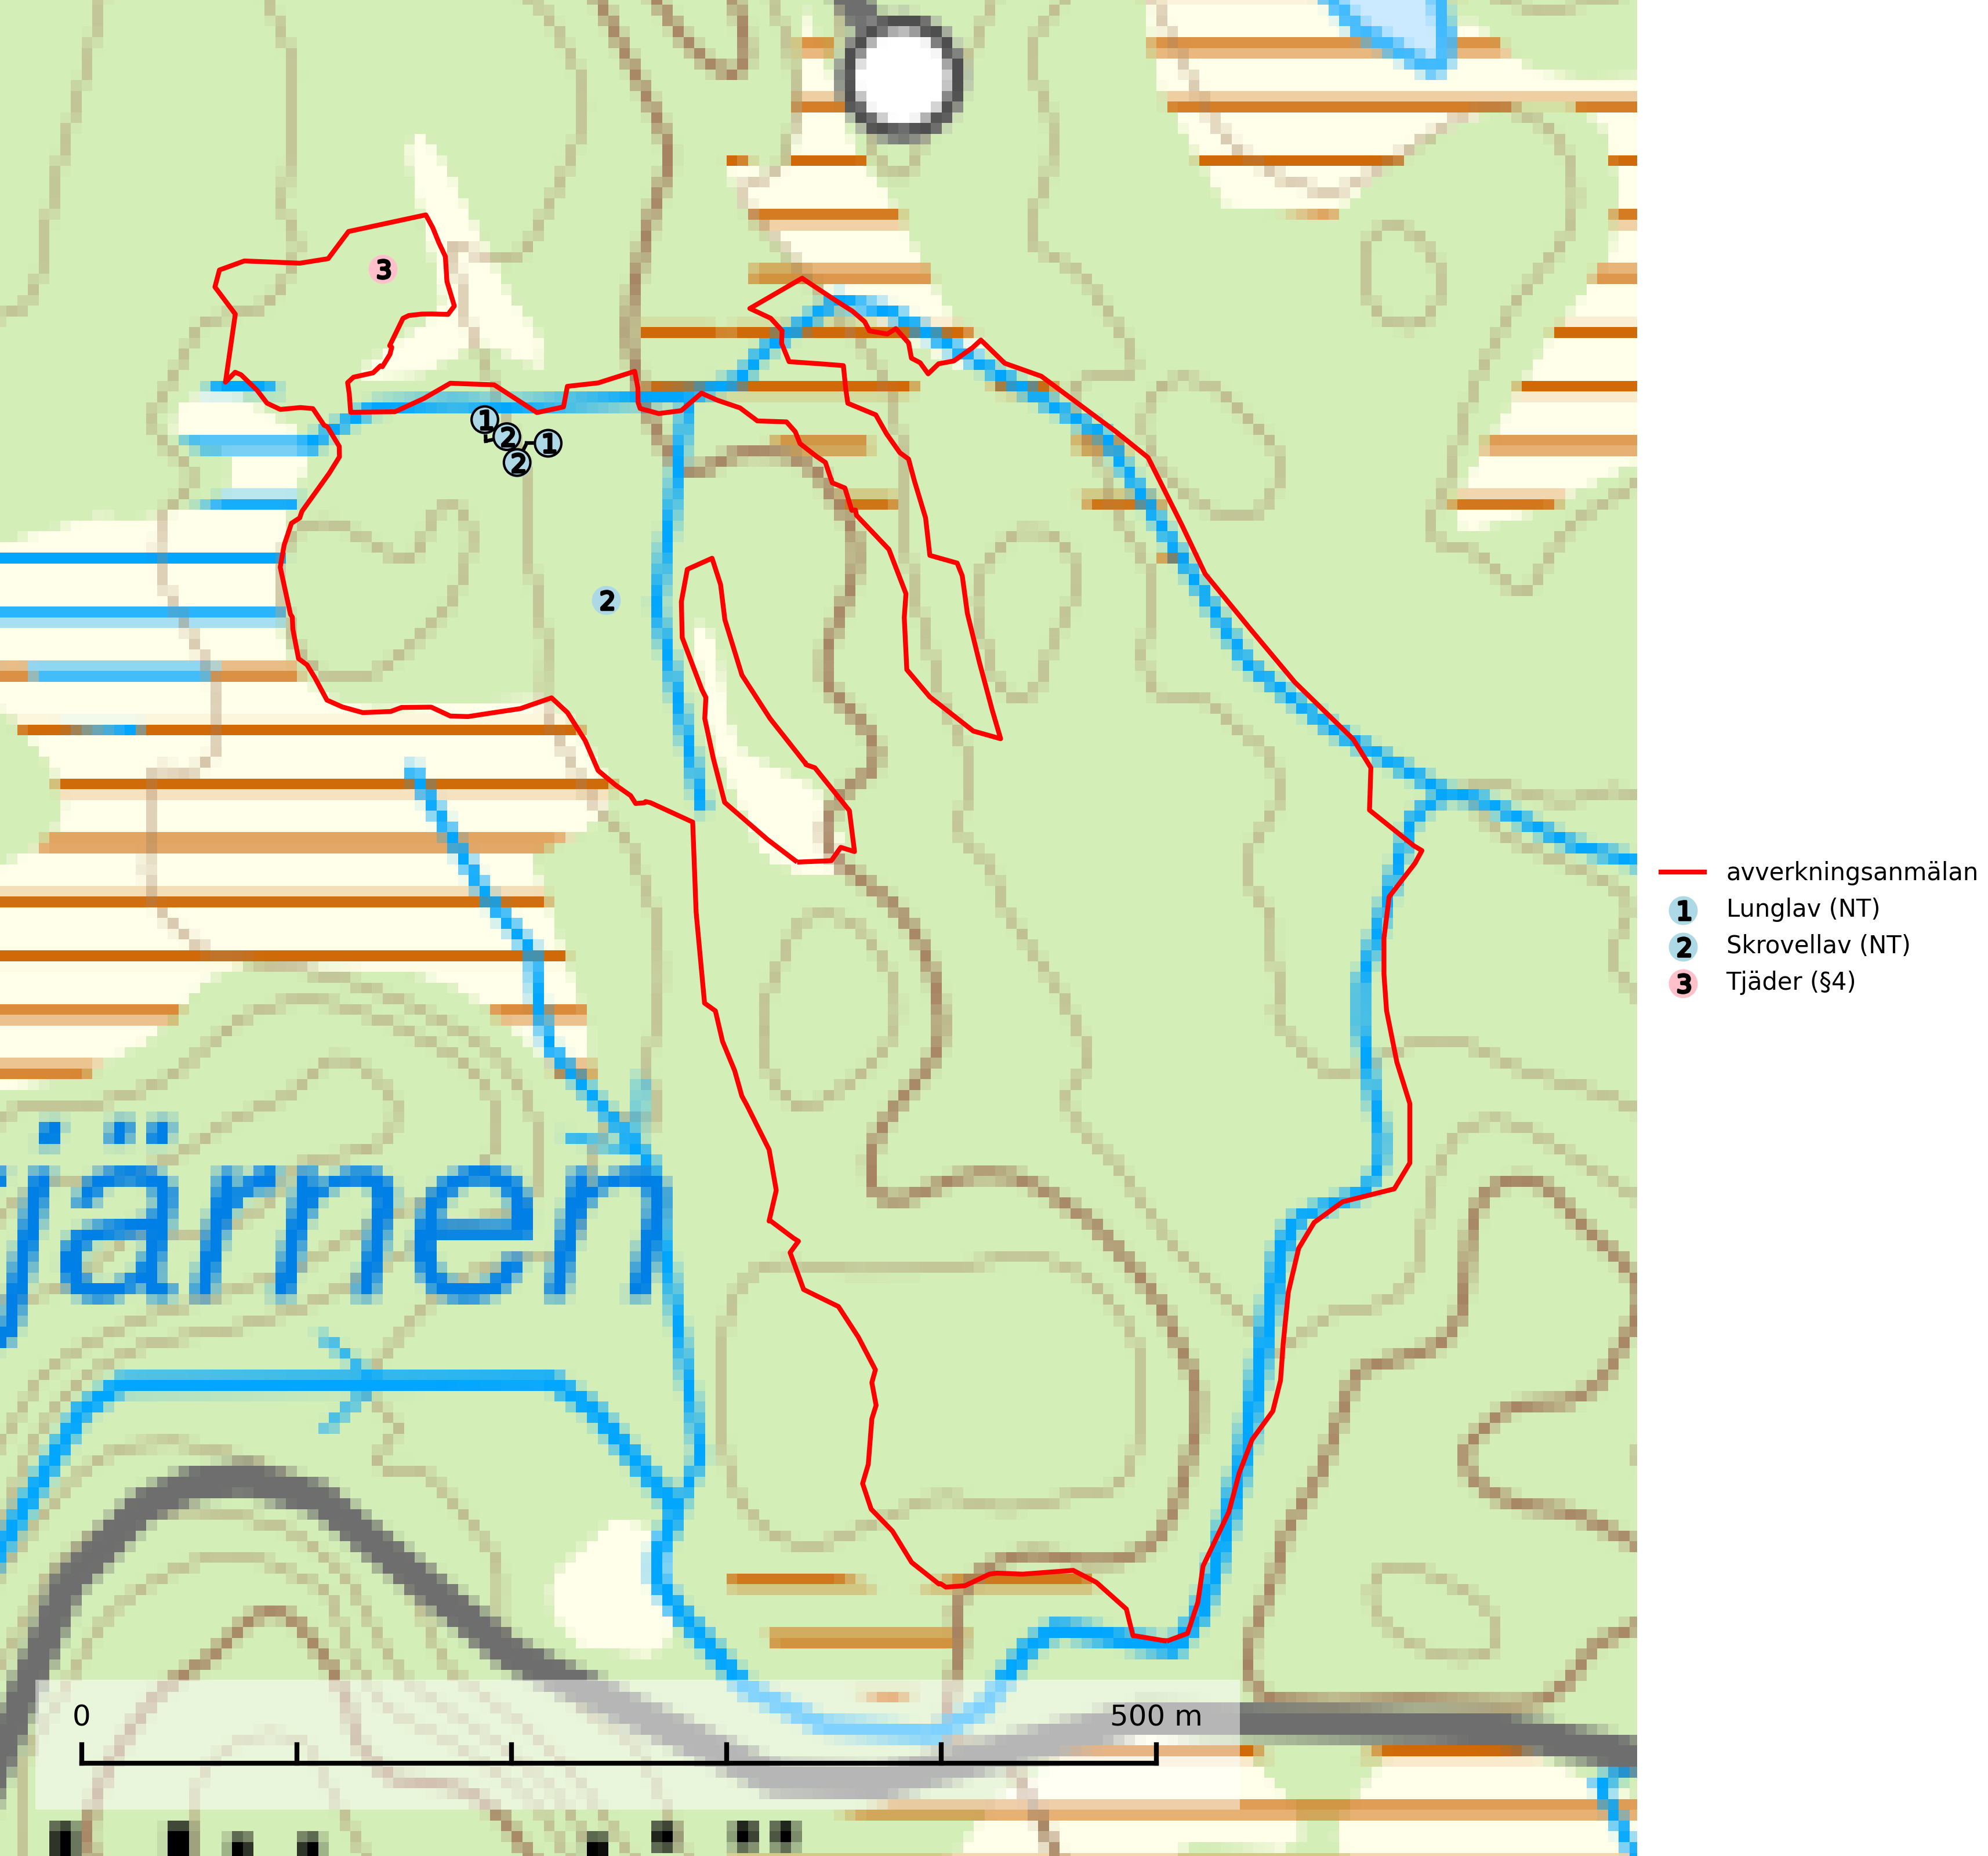 3
1
2
1
2
2
avverkningsanmälan
1 Lunglav (NT)
2 Skrovellav (NT)
3 Tjäder (§4)
järnen
0 500 m